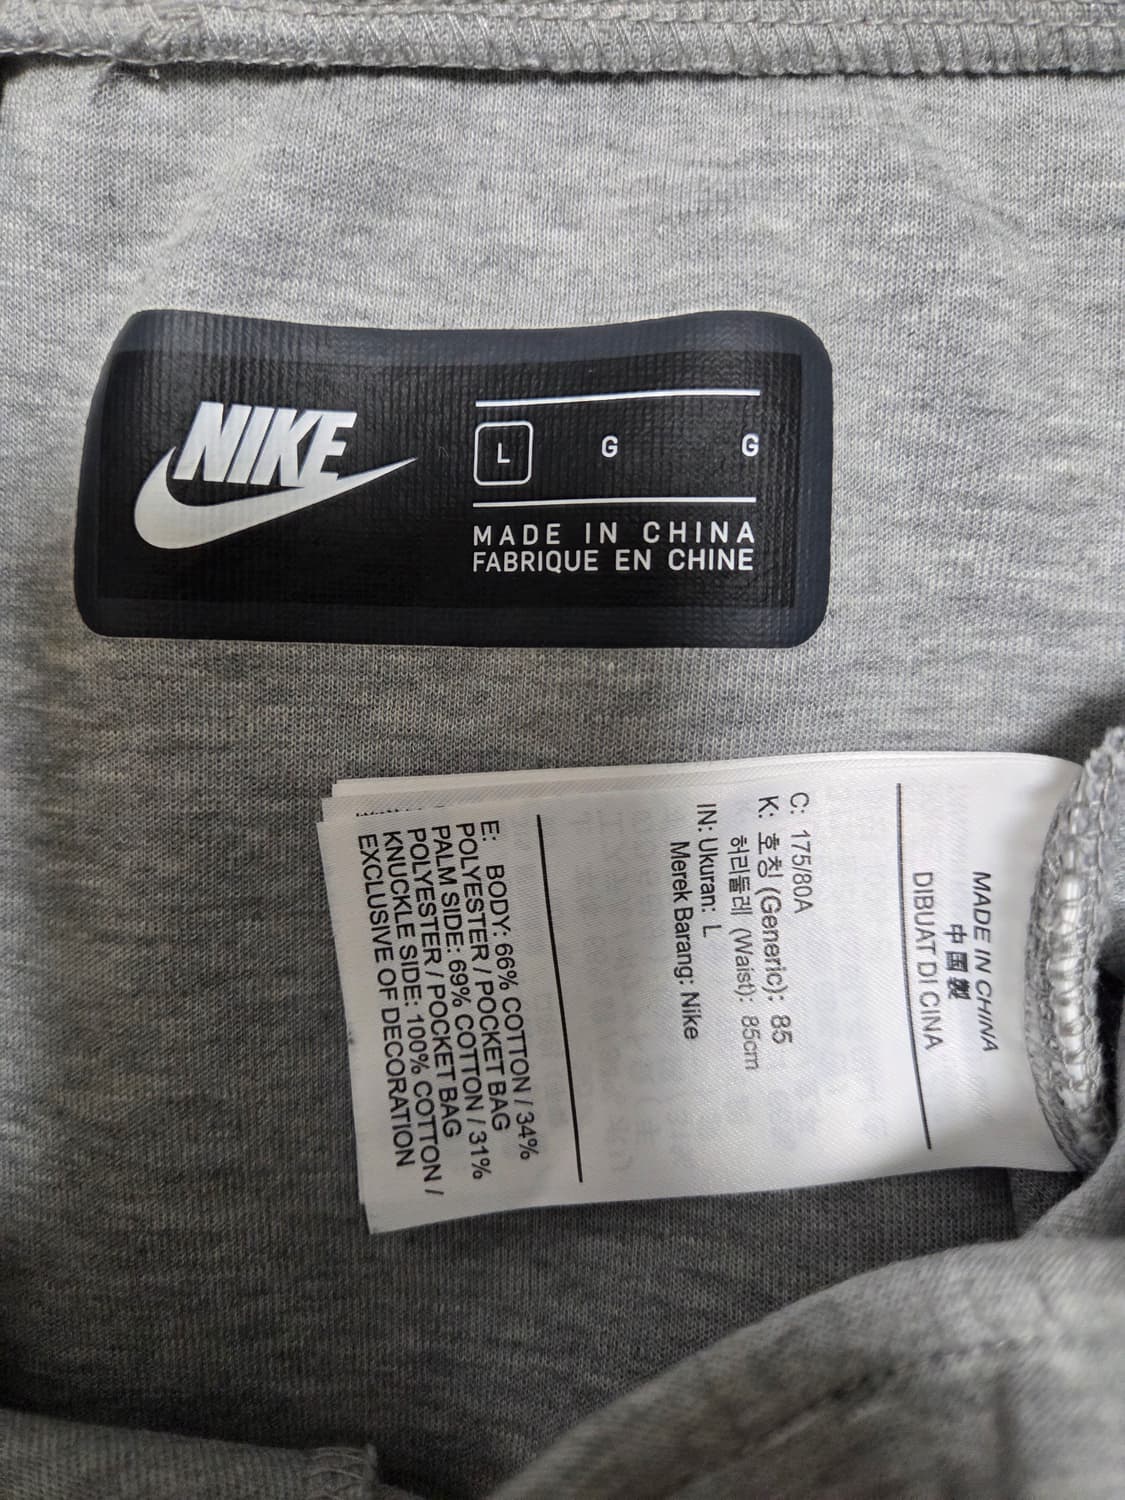 NIKE
L G G
MADE IN CHINA
FABRIQUE EN CHINE
MADE IN CHINA
中國製
DIBUAT DI CINA
C: 175/80A
K: 호칭 (Generic): 85
허리둘레 (Waist): 85cm
IN: Ukuran: L
Merek Barang: Nike
E: BODY: 66% COTTON / 34%
POLYESTER / POCKET BAG
PALM SIDE: 69% COTTON / 31%
POLYESTER / POCKET BAG
KNUCKLE SIDE: 100% COTTON /
EXCLUSIVE OF DECORATION